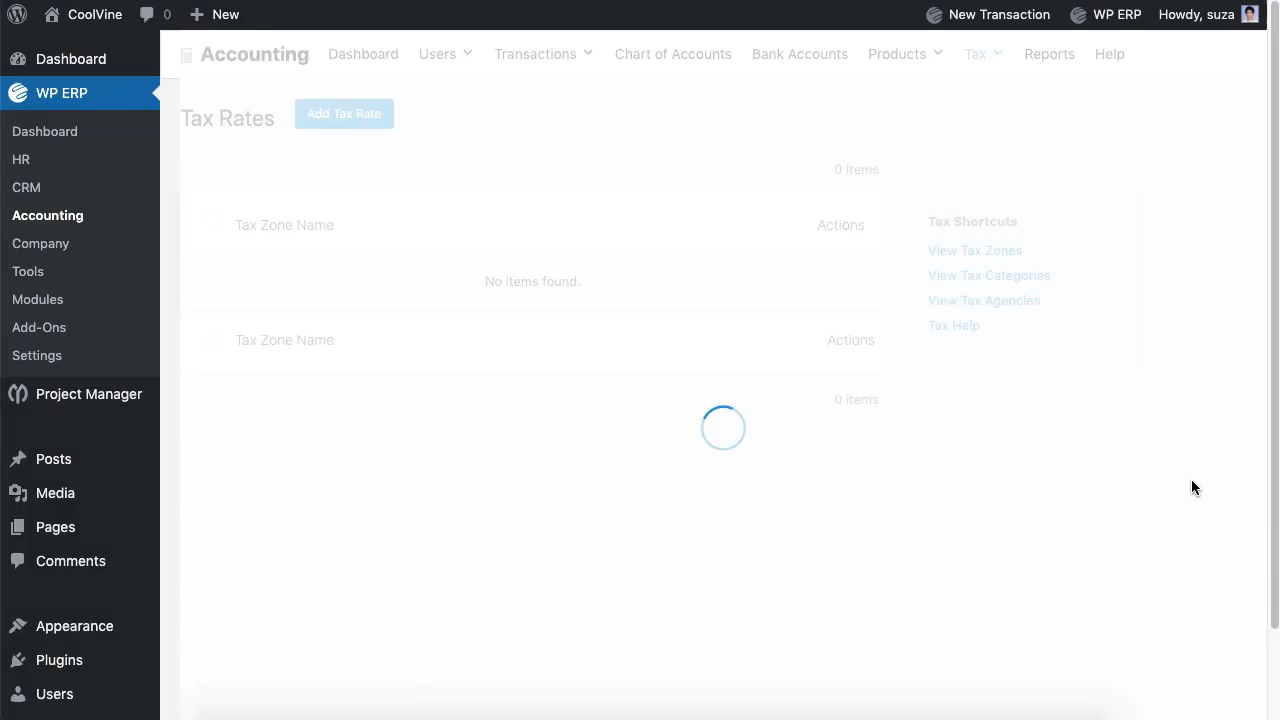 CoolVine 0 New New Transaction WP ERP Howdy, suza
Dashboard
WP ERP
Dashboard
HR
CRM
Accounting
Company
Tools
Modules
Add-Ons
Settings
Project Manager
Posts
Media
Pages
Comments
Appearance
Plugins
Users
Accounting Dashboard Users Transactions Chart of Accounts Bank Accounts Products Tax Reports Help
Tax Rates Add Tax Rate
0 items
Tax Zone Name Actions
No items found.
Tax Zone Name Actions
0 items
Tax Shortcuts
View Tax Zones
View Tax Categories
View Tax Agencies
Tax Help